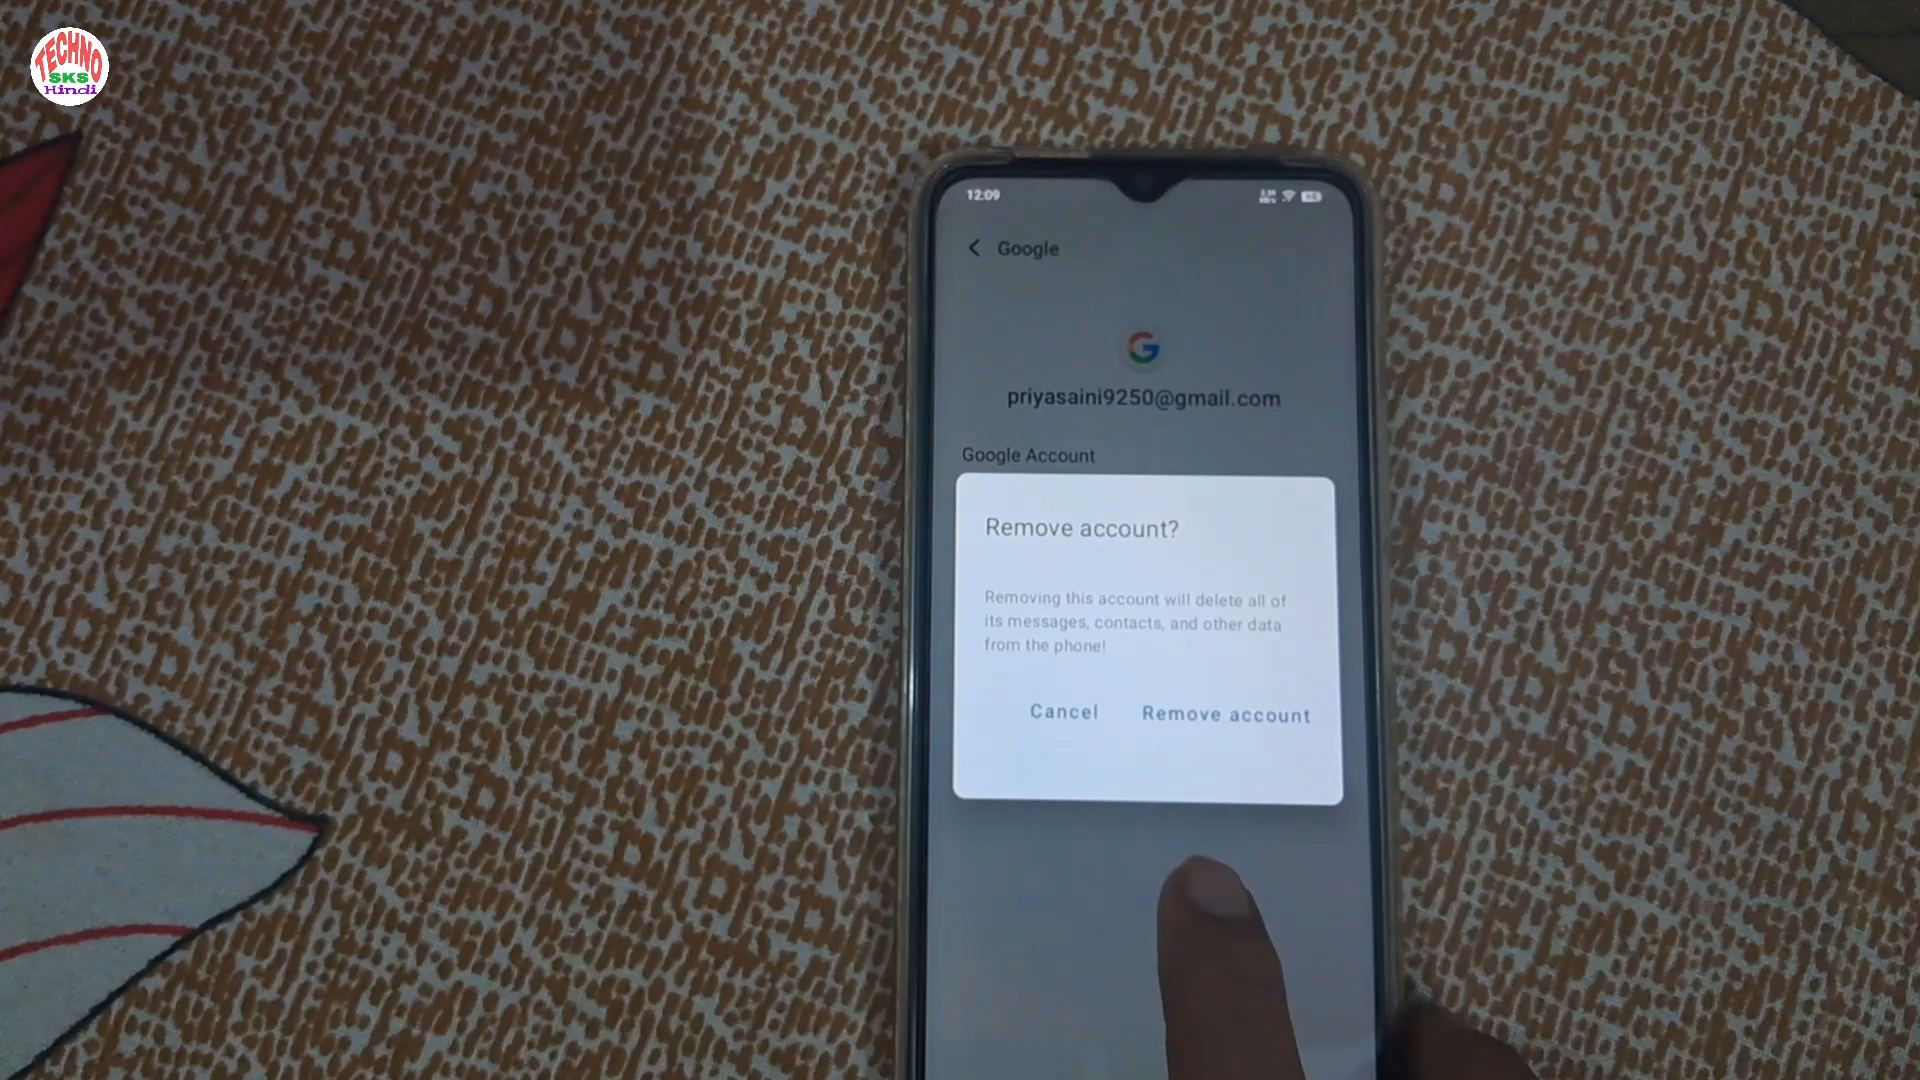 TECHNO
SKS
Hindi
12:09
Google
priyasaini9250@gmail.com
Google Account
Remove account?
Removing this account will delete all of
its messages, contacts, and other data
from the phone!
Cancel Remove account